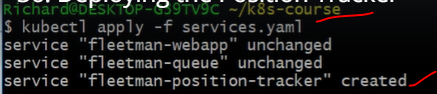 Richard@DESKTOP-G39TV9C ~/k8s-course
$ kubectl apply -f services.yaml
service "fleetman-webapp" unchanged
service "fleetman-queue" unchanged
service "fleetman-position-tracker" created